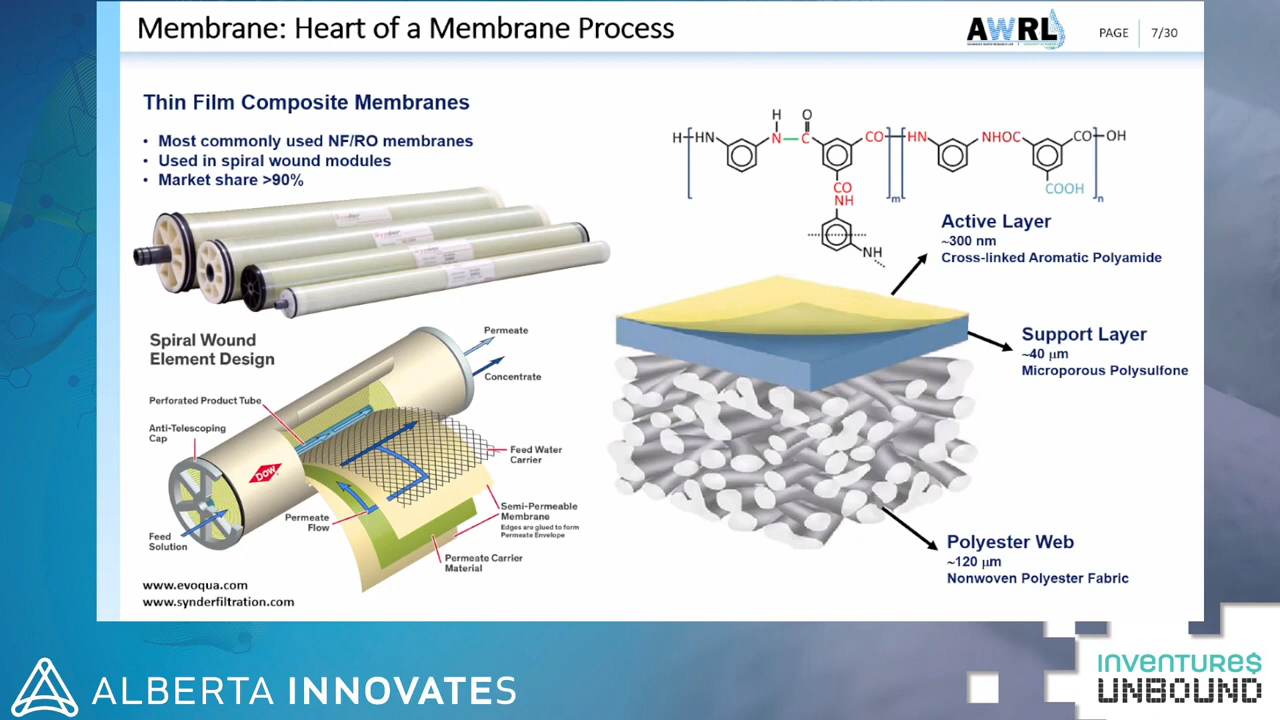 Membrane: Heart of a Membrane Process
AWRL
PAGE 7/30
Thin Film Composite Membranes
• Most commonly used NF/RO membranes
• Used in spiral wound modules
• Market share >90%
H HN H N O C CO HN NHOC CO OH
CO
NH
COOH
m
n
NH
Active Layer
~300 nm
Cross-linked Aromatic Polyamide
Support Layer
~40 µm
Microporous Polysulfone
Polyester Web
~120 µm
Nonwoven Polyester Fabric
Spiral Wound
Element Design
Permeate
Concentrate
Perforated Product Tube
Anti-Telescoping
Cap
DOW
Feed Water
Carrier
Semi-Permeable
Membrane
Edges are glued to form
Permeate Envelope
Permeate
Flow
Feed
Solution
Permeate Carrier
Material
www.evoqua.com
www.synderfiltration.com
ALBERTA INNOVATES
INVENTURE$
UNBOUND